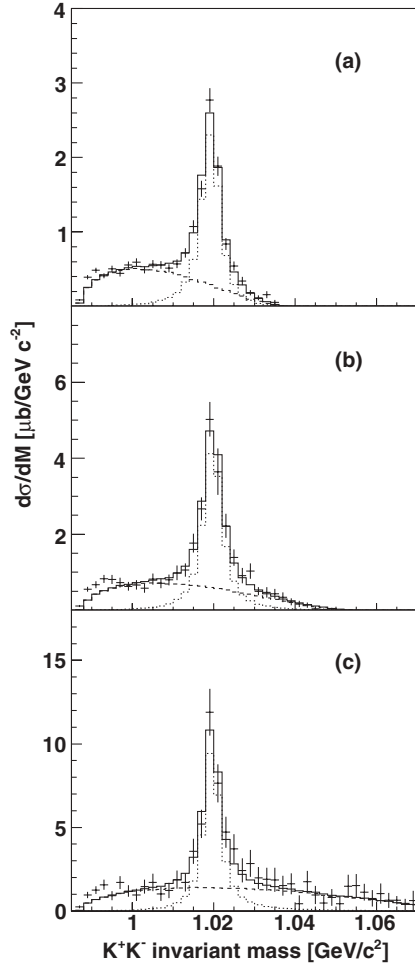 4
(a)
3
2
1
dσ/dM [μb/GeV c⁻²]
(b)
6
4
2
(c)
15
10
5
0
1 1.02 1.04 1.06
K⁺K⁻ invariant mass [GeV/c²]